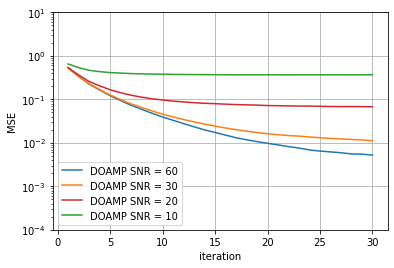 10¹
10⁰
10⁻¹
10⁻²
10⁻³
10⁻⁴
MSE
DOAMP SNR = 60
DOAMP SNR = 30
DOAMP SNR = 20
DOAMP SNR = 10
0 5 10 15 20 25 30
iteration